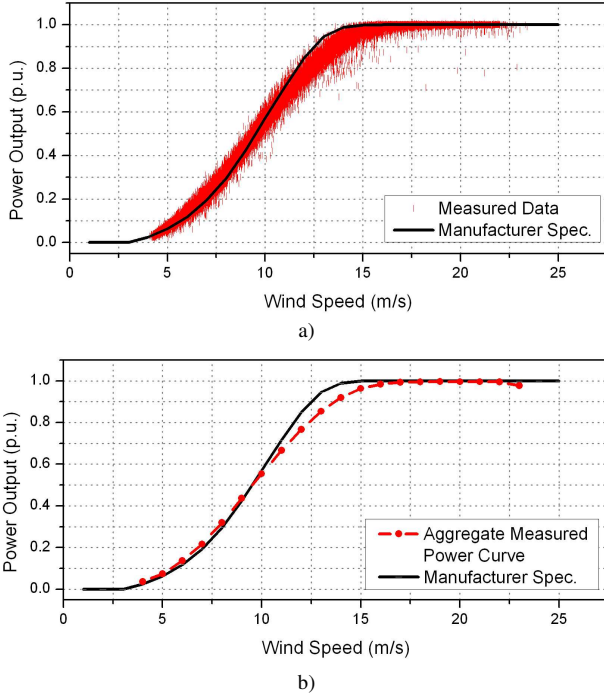 1.0
0.8
0.6
0.4
0.2
0.0
Power Output (p.u.)
Measured Data
Manufacturer Spec.
0 5 10 15 20 25
Wind Speed (m/s)
a)
1.0
0.8
0.6
0.4
0.2
0.0
Power Output (p.u.)
Aggregate Measured
Power Curve
Manufacturer Spec.
0 5 10 15 20 25
Wind Speed (m/s)
b)